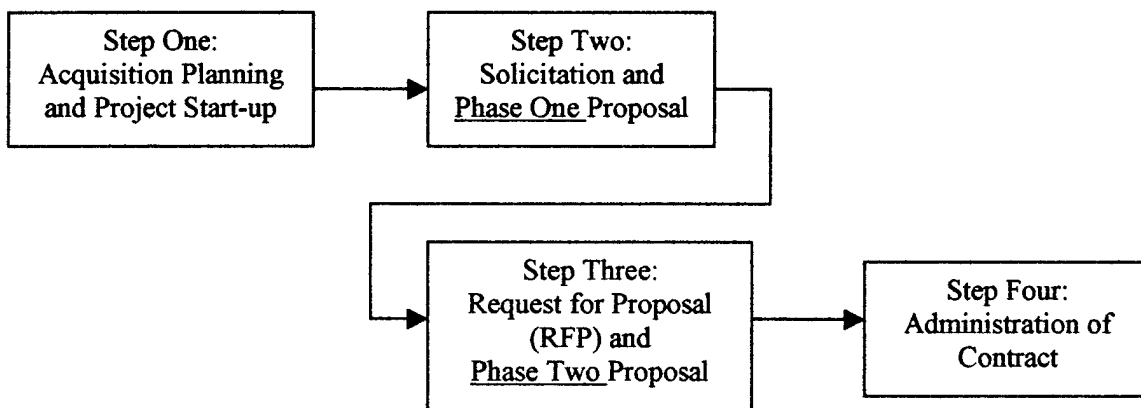 Step One:
Acquisition Planning
and Project Start-up
Step Two:
Solicitation and
Phase One Proposal
Step Three:
Request for Proposal
(RFP) and
Phase Two Proposal
Step Four:
Administration of
Contract